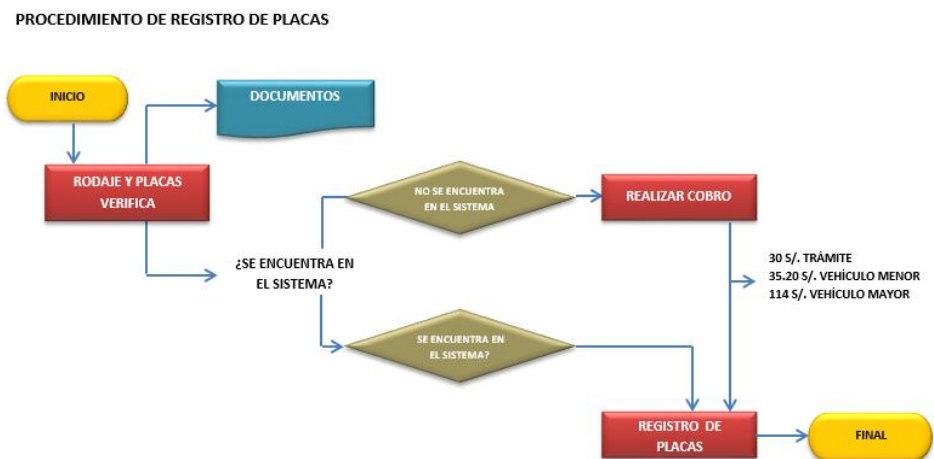 PROCEDIMIENTO DE REGISTRO DE PLACAS
INICIO
DOCUMENTOS
RODAJE Y PLACAS
VERIFICA
NO SE ENCUENTRA
EN EL SISTEMA
REALIZAR COBRO
¿SE ENCUENTRA EN
EL SISTEMA?
30 S/. TRÁMITE
35.20 S/. VEHÍCULO MENOR
114 S/. VEHÍCULO MAYOR
SE ENCUENTRA EN
EL SISTEMA?
REGISTRO DE
PLACAS
FINAL